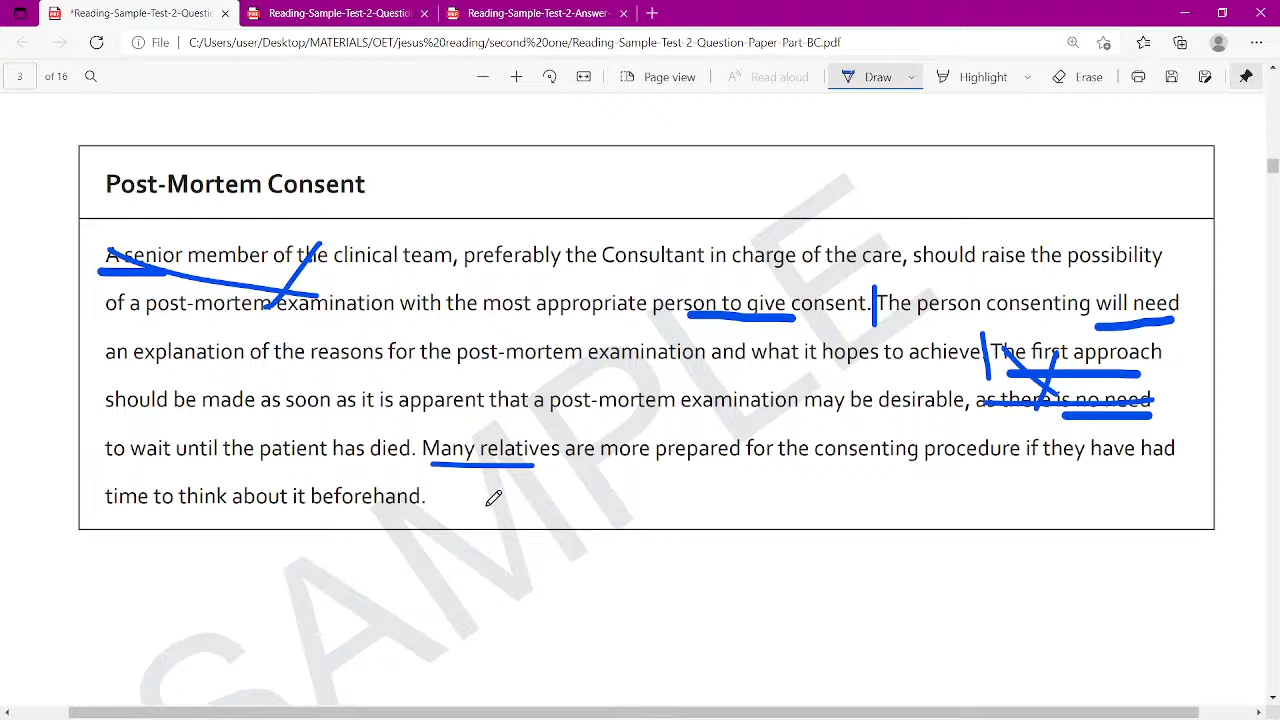 *Reading-Sample-Test-2-Questi
Reading-Sample-Test-2-Questio
Reading-Sample-Test-2-Answer-
File
C:/Users/user/Desktop/MATERIALS/OET/jesus%20reading/second%20one/Reading-Sample-Test-2-Question-Paper-Part-BC.pdf
3 of 16
Page view
Read aloud
Draw
Highlight
Erase
Post-Mortem Consent
A senior member of the clinical team, preferably the Consultant in charge of the care, should raise the possibility
of a post-mortem examination with the most appropriate person to give consent. The person consenting will need
an explanation of the reasons for the post-mortem examination and what it hopes to achieve. The first approach
should be made as soon as it is apparent that a post-mortem examination may be desirable, as there is no need
to wait until the patient has died. Many relatives are more prepared for the consenting procedure if they have had
time to think about it beforehand.
SAMPLE